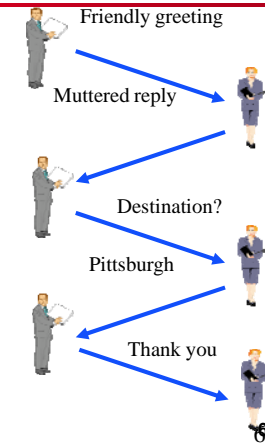 Friendly greeting
Muttered reply
Destination?
Pittsburgh
Thank you